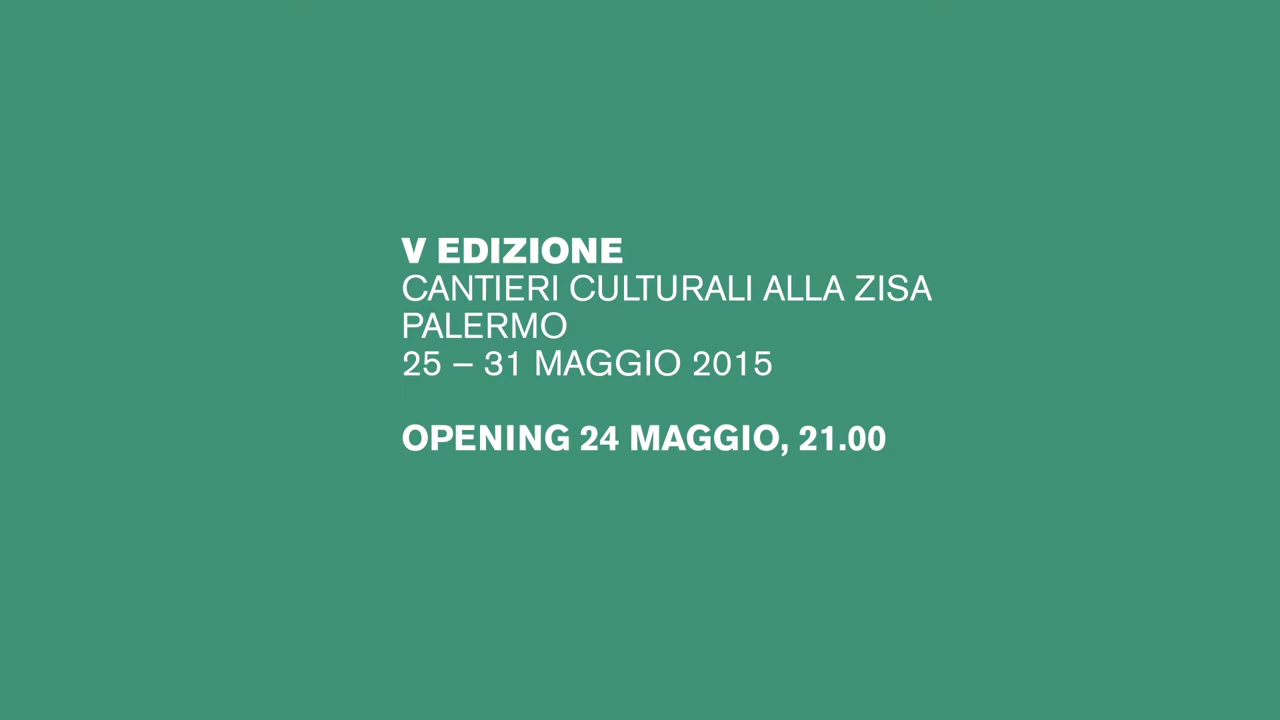 V EDIZIONE
CANTIERI CULTURALI ALLA ZISA
PALERMO
25 – 31 MAGGIO 2015
OPENING 24 MAGGIO, 21.00